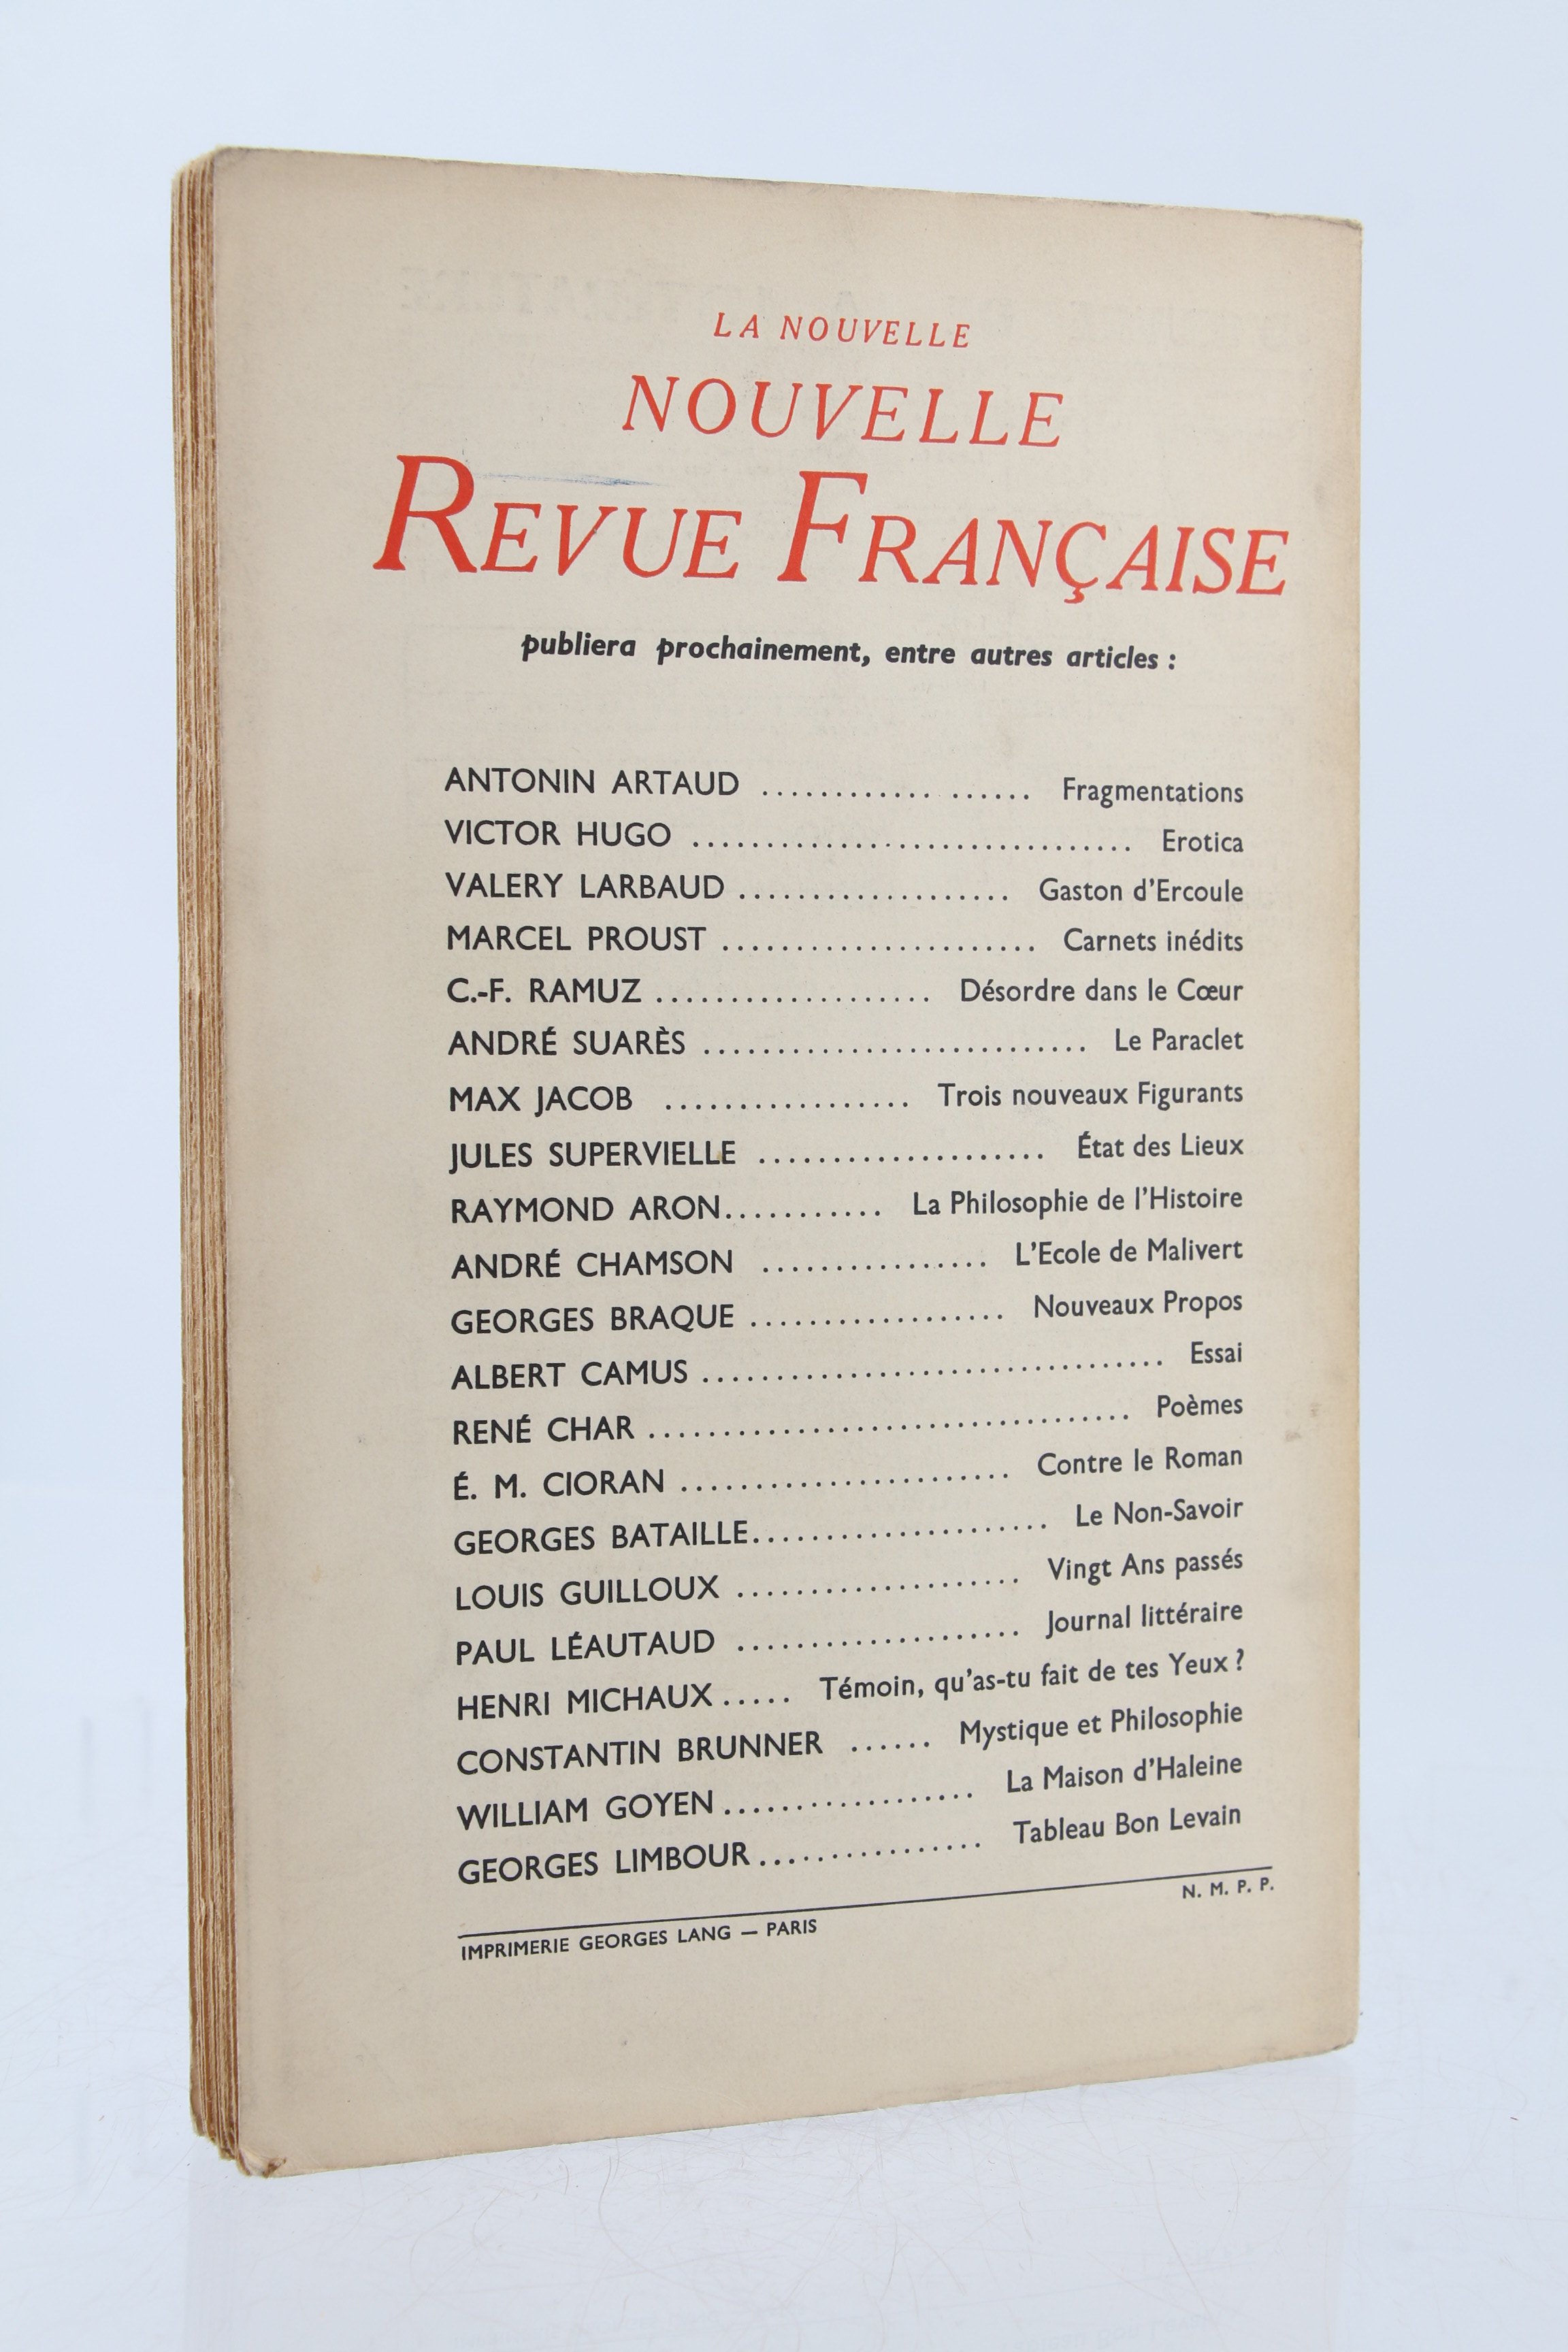 LA NOUVELLE
NOUVELLE
REVUE FRANÇAISE
publiera prochainement, entre autres articles :
ANTONIN ARTAUD .................. Fragmentations
VICTOR HUGO .............................. Erotica
VALERY LARBAUD ................... Gaston d'Ercoule
MARCEL PROUST ...................... Carnets inédits
C.-F. RAMUZ ................... Désordre dans le Cœur
ANDRÉ SUARÈS .......................... Le Paraclet
MAX JACOB ................. Trois nouveaux Figurants
JULES SUPERVIELLE .................... État des Lieux
RAYMOND ARON........... La Philosophie de l'Histoire
ANDRÉ CHAMSON ................ L'Ecole de Malivert
GEORGES BRAQUE .................. Nouveaux Propos
ALBERT CAMUS ................................ Essai
RENÉ CHAR ................................. Poèmes
É. M. CIORAN ....................... Contre le Roman
GEORGES BATAILLE..................... Le Non-Savoir
LOUIS GUILLOUX .................... Vingt Ans passés
PAUL LÉAUTAUD .................... Journal littéraire
HENRI MICHAUX ..... Témoin, qu'as-tu fait de tes Yeux ?
CONSTANTIN BRUNNER ...... Mystique et Philosophie
WILLIAM GOYEN .................. La Maison d'Haleine
GEORGES LIMBOUR ................ Tableau Bon Levain
N. M. P. P.
IMPRIMERIE GEORGES LANG — PARIS